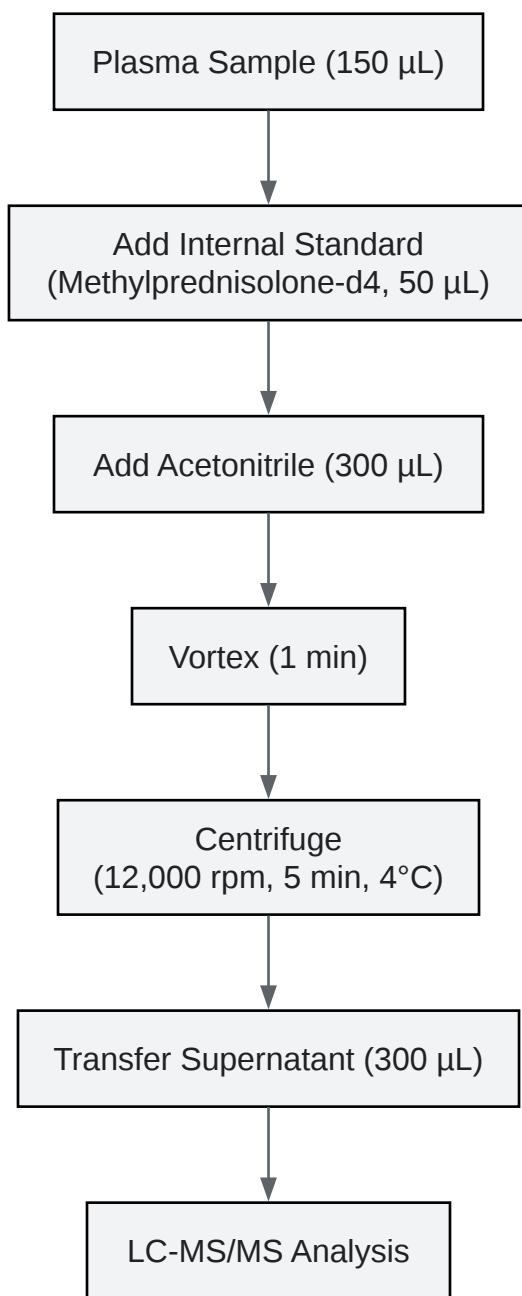 Plasma Sample (150 µL)
Add Internal Standard
(Methylprednisolone-d4, 50 µL)
Add Acetonitrile (300 µL)
Vortex (1 min)
Centrifuge
(12,000 rpm, 5 min, 4°C)
Transfer Supernatant (300 µL)
LC-MS/MS Analysis